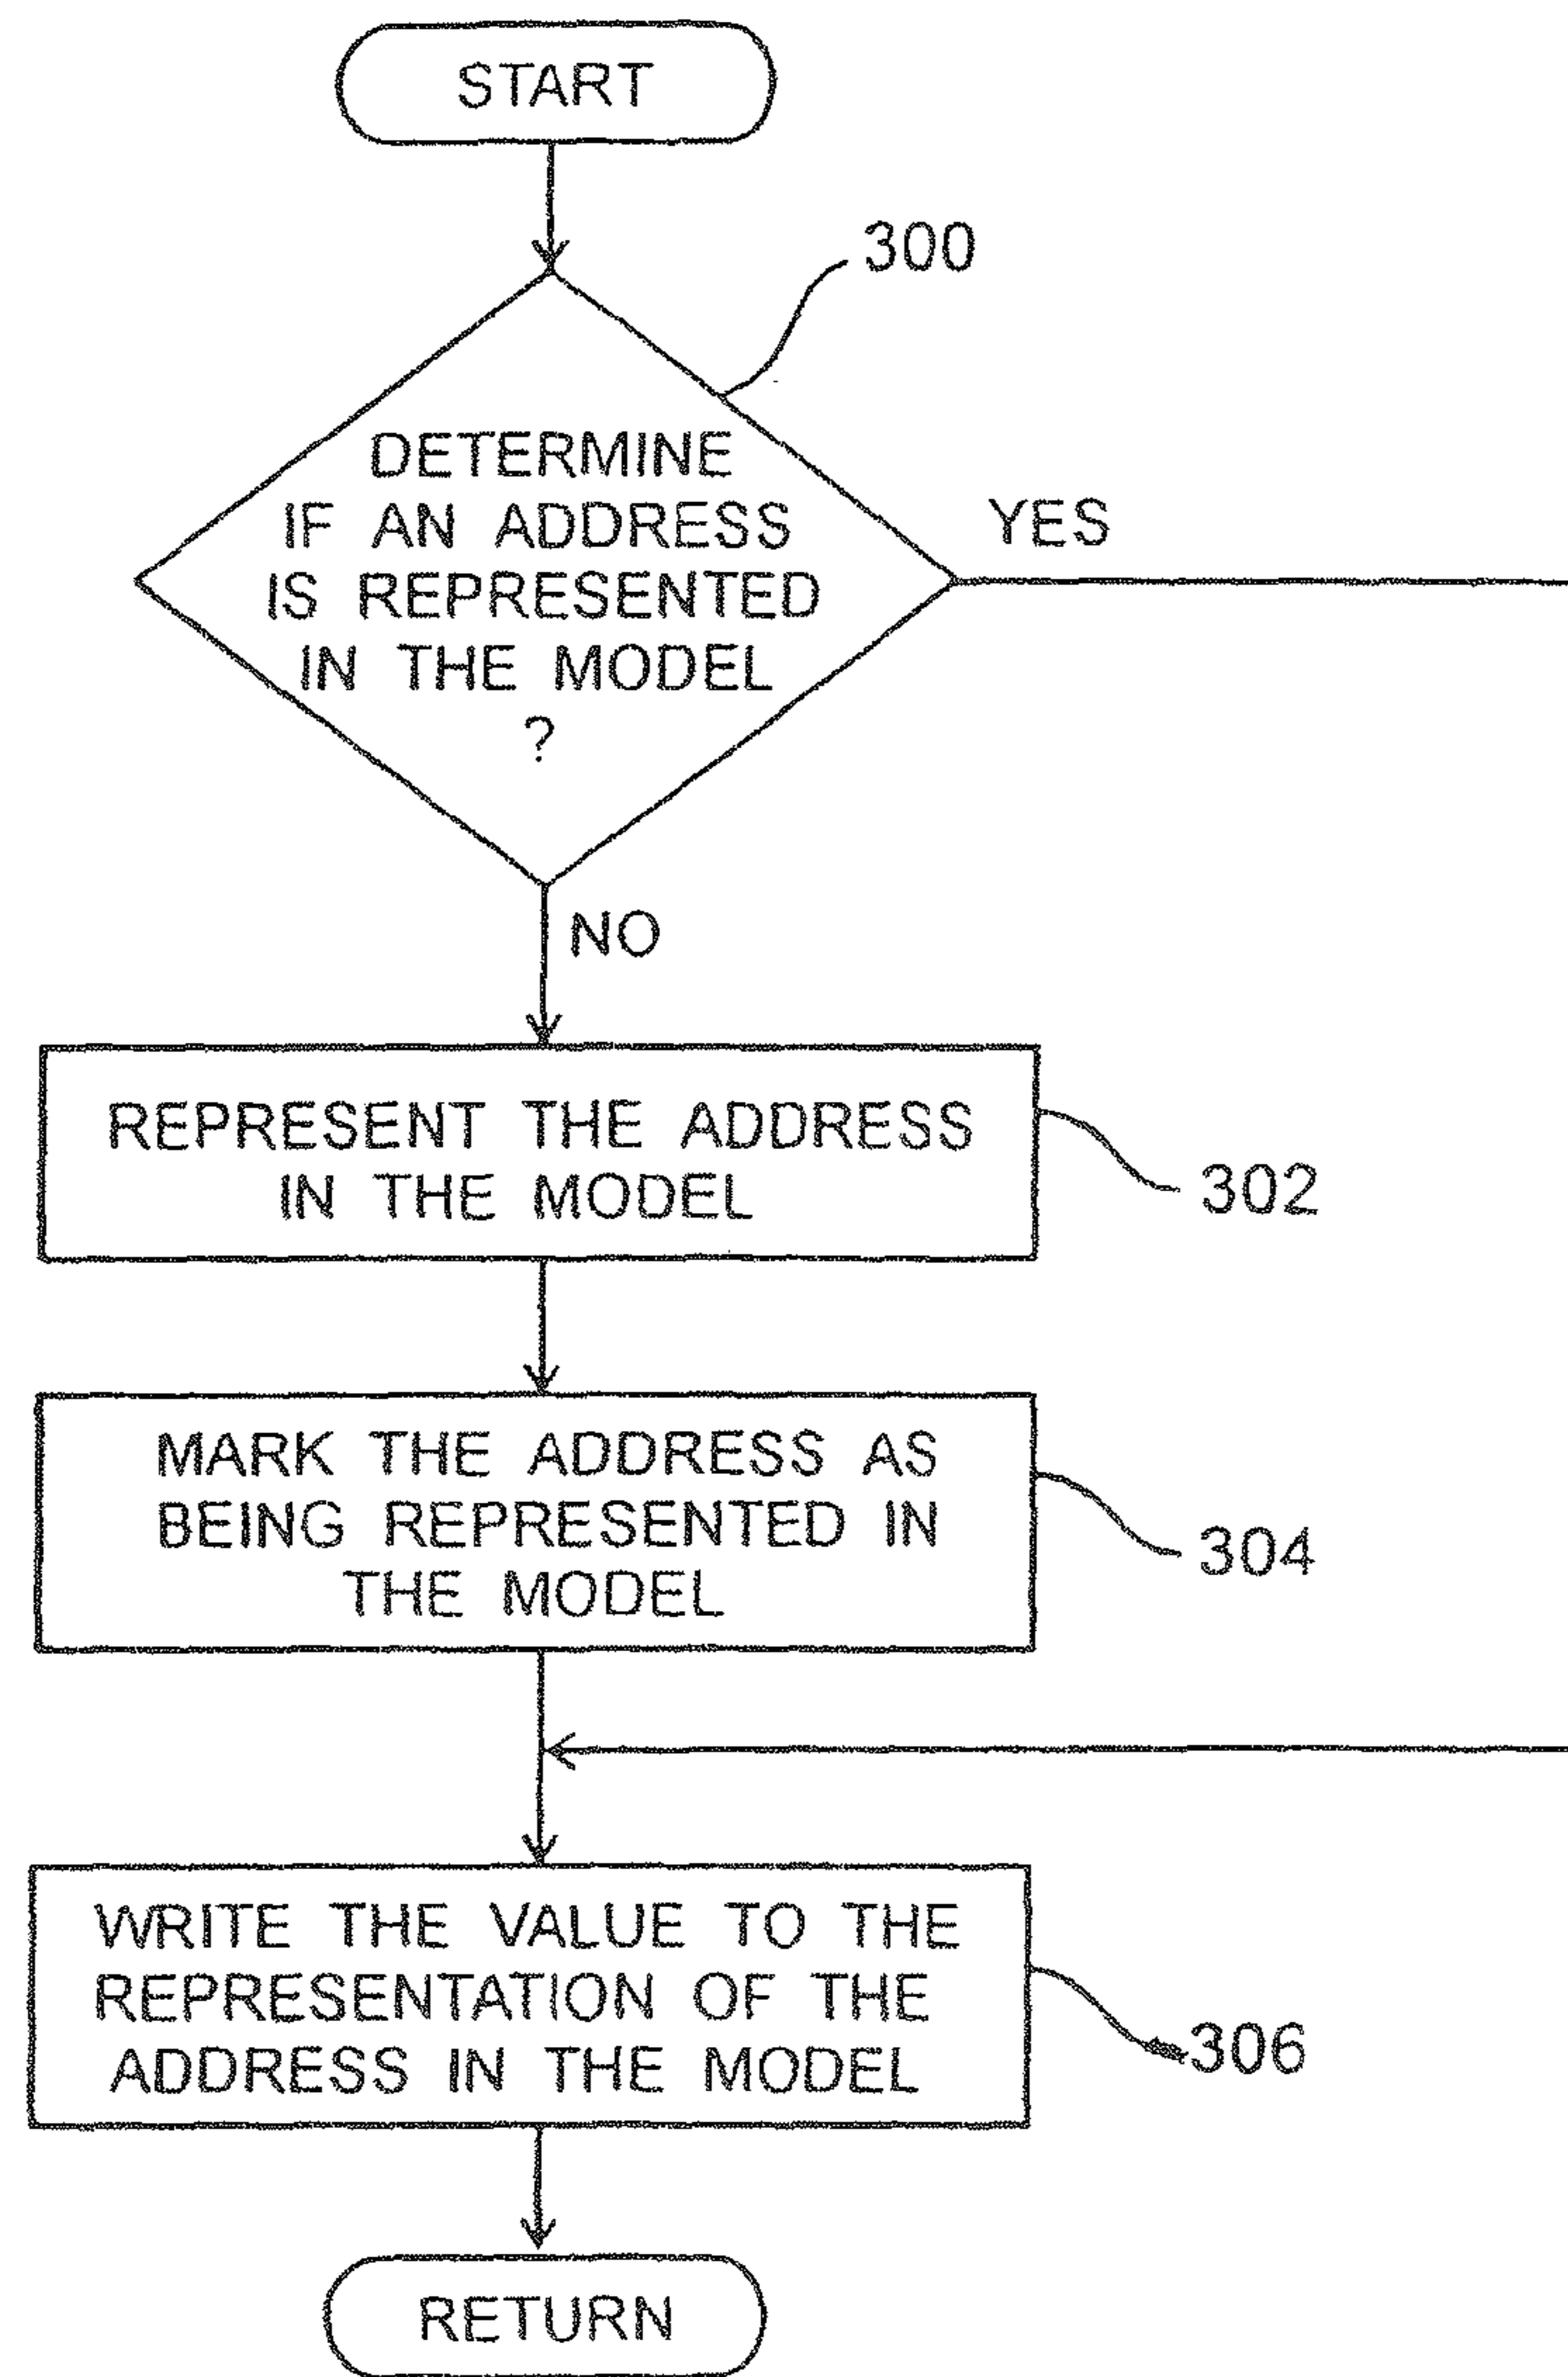 START
300
DETERMINE
IF AN ADDRESS
IS REPRESENTED
IN THE MODEL
?
YES
NO
REPRESENT THE ADDRESS
IN THE MODEL
302
MARK THE ADDRESS AS
BEING REPRESENTED IN
THE MODEL
304
WRITE THE VALUE TO THE
REPRESENTATION OF THE
ADDRESS IN THE MODEL
306
RETURN